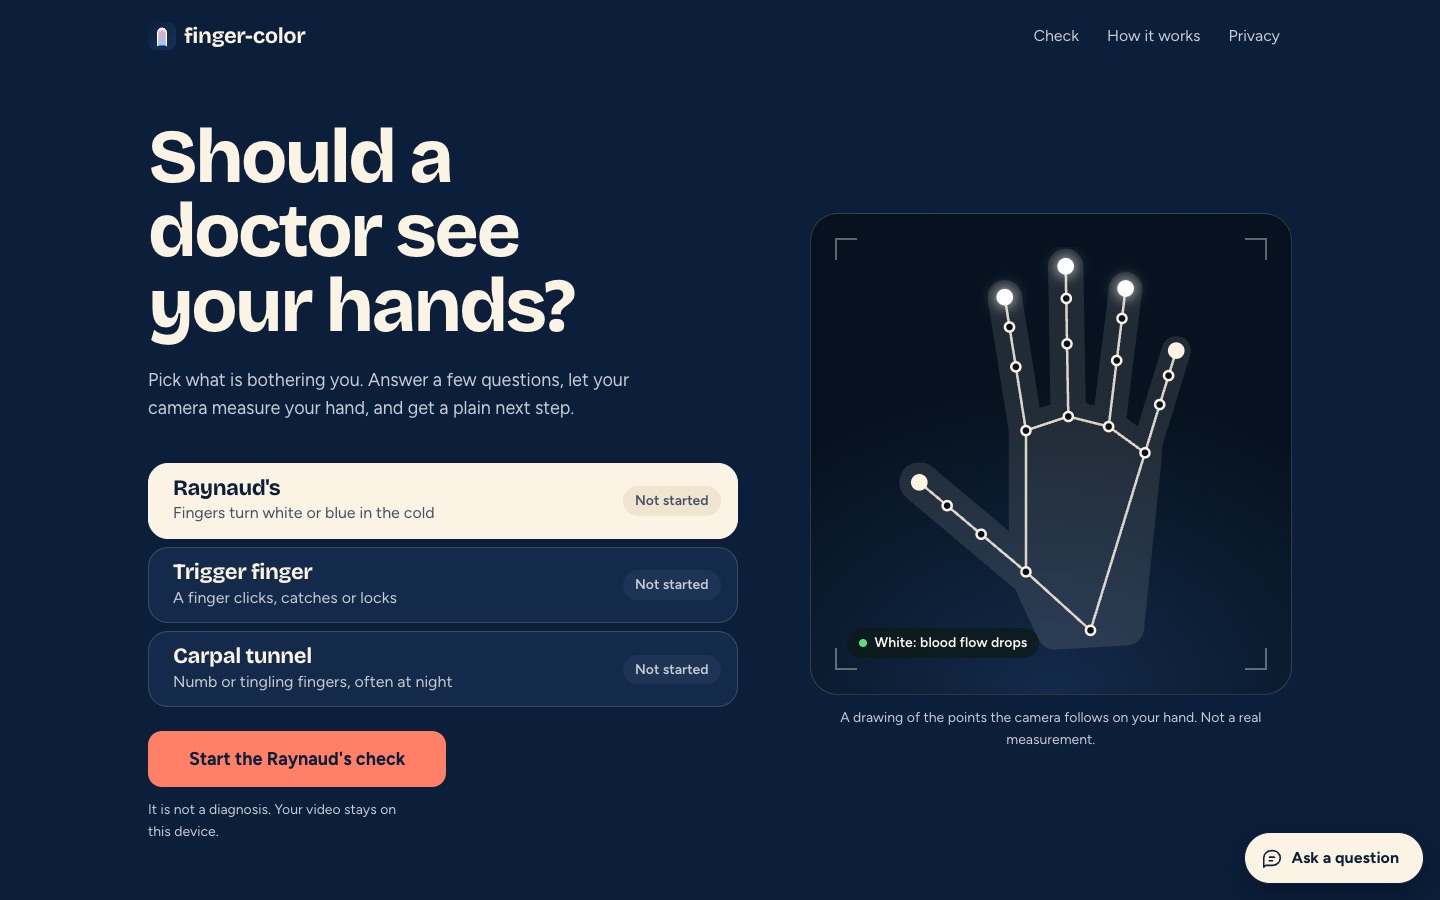 finger-color
Check
How it works
Privacy
Should a
doctor see
your hands?
Pick what is bothering you. Answer a few questions, let your
camera measure your hand, and get a plain next step.
Raynaud's
Fingers turn white or blue in the cold
Not started
Trigger finger
A finger clicks, catches or locks
Not started
Carpal tunnel
Numb or tingling fingers, often at night
Not started
Start the Raynaud's check
It is not a diagnosis. Your video stays on
this device.
White: blood flow drops
A drawing of the points the camera follows on your hand. Not a real
measurement.
Ask a question